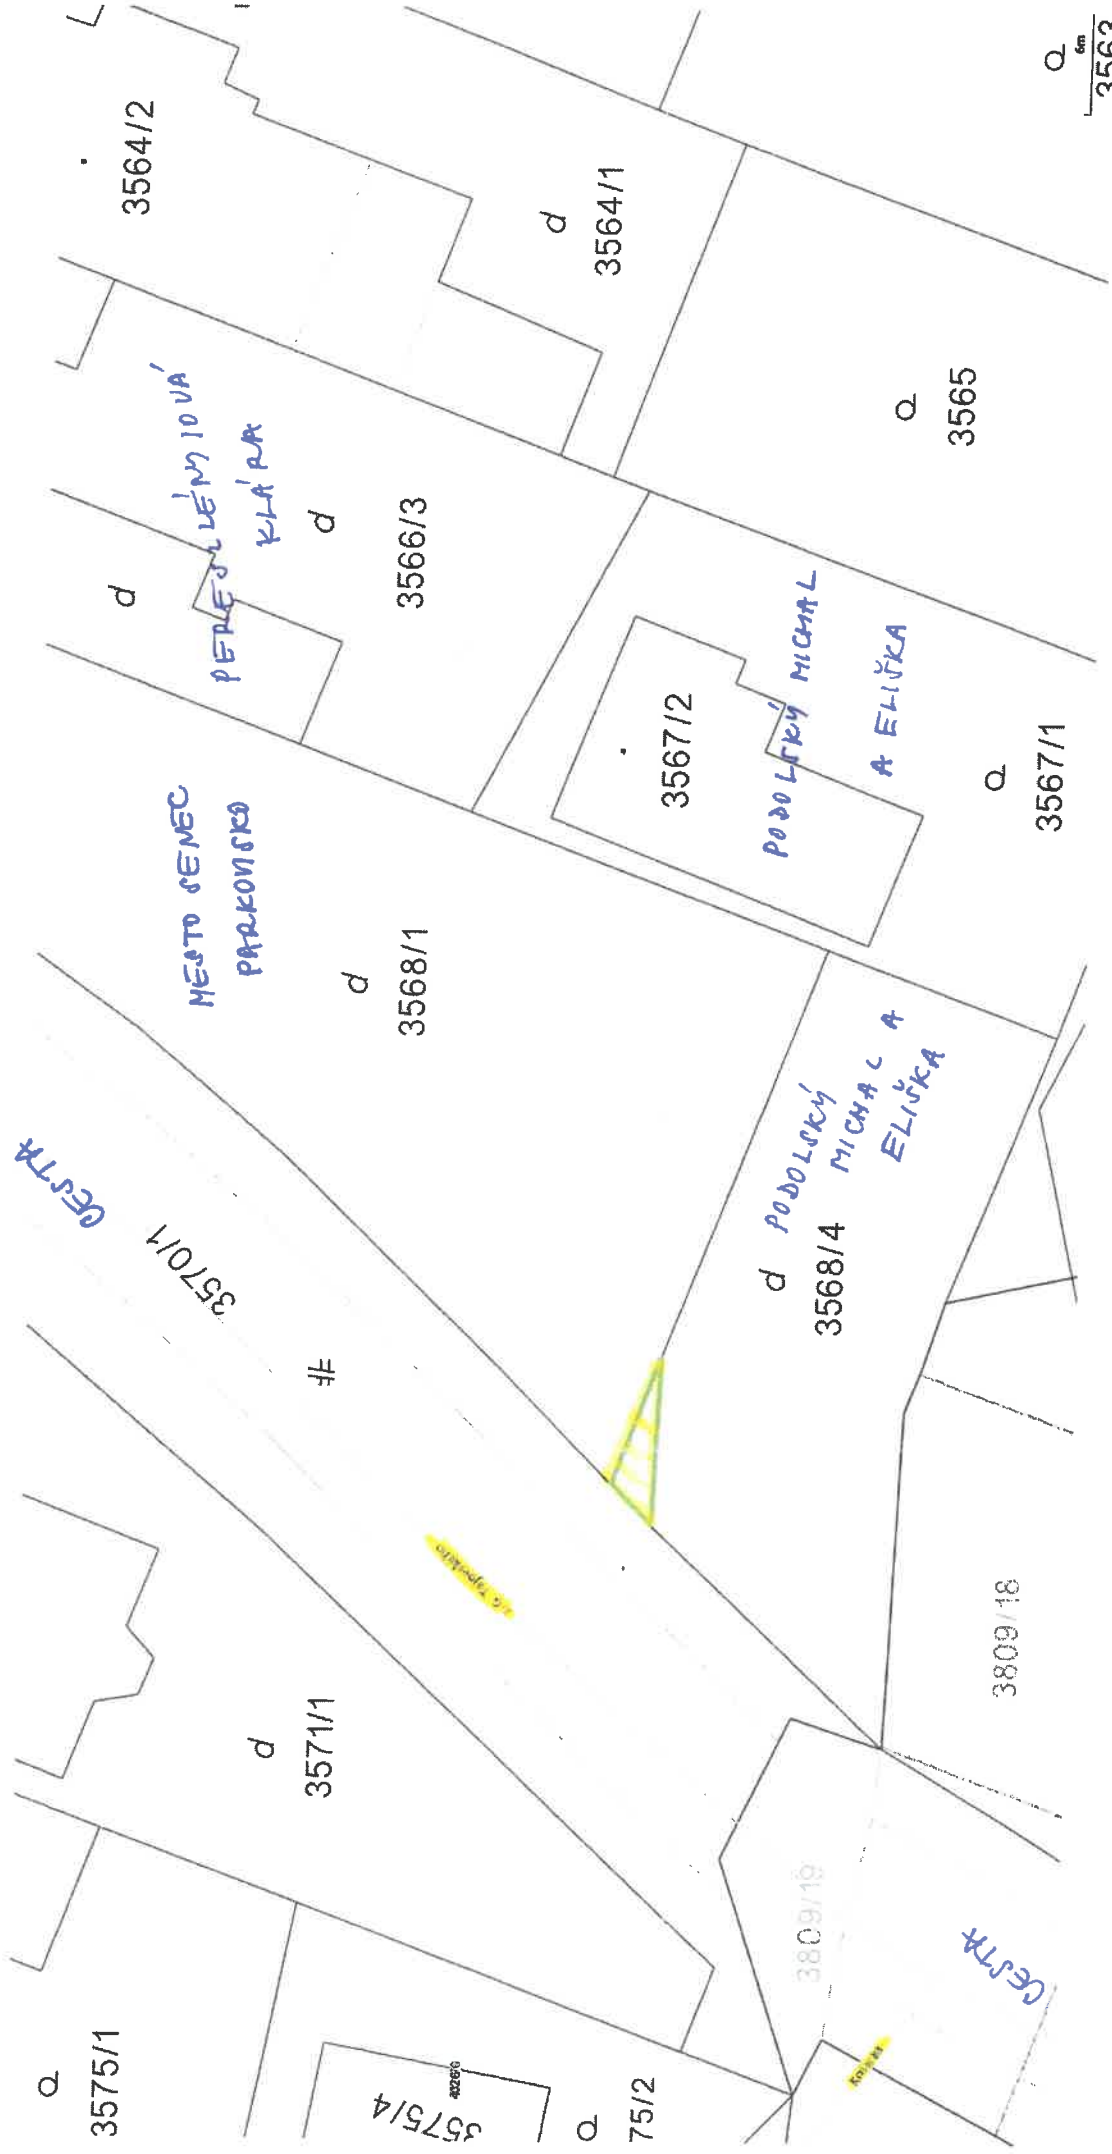 3564/2
d
3564/1
Q
6m
Q
3565
PERESZLÉNYIOVÁ
KLÁRA
d
d
3566/3
3567/2
PODOLSKÝ MICHAL
A ELIŠKA
Q
3567/1
MESTO SENEC
PARKOVISKO
d
3568/1
PODOLSKÝ
MICHAL A
ELIŠKA
d
3568/4
CESTA
3570/1
d
3571/1
3809/18
3809/19
CESTA
Q
3575/1
3575/4
Q
75/2